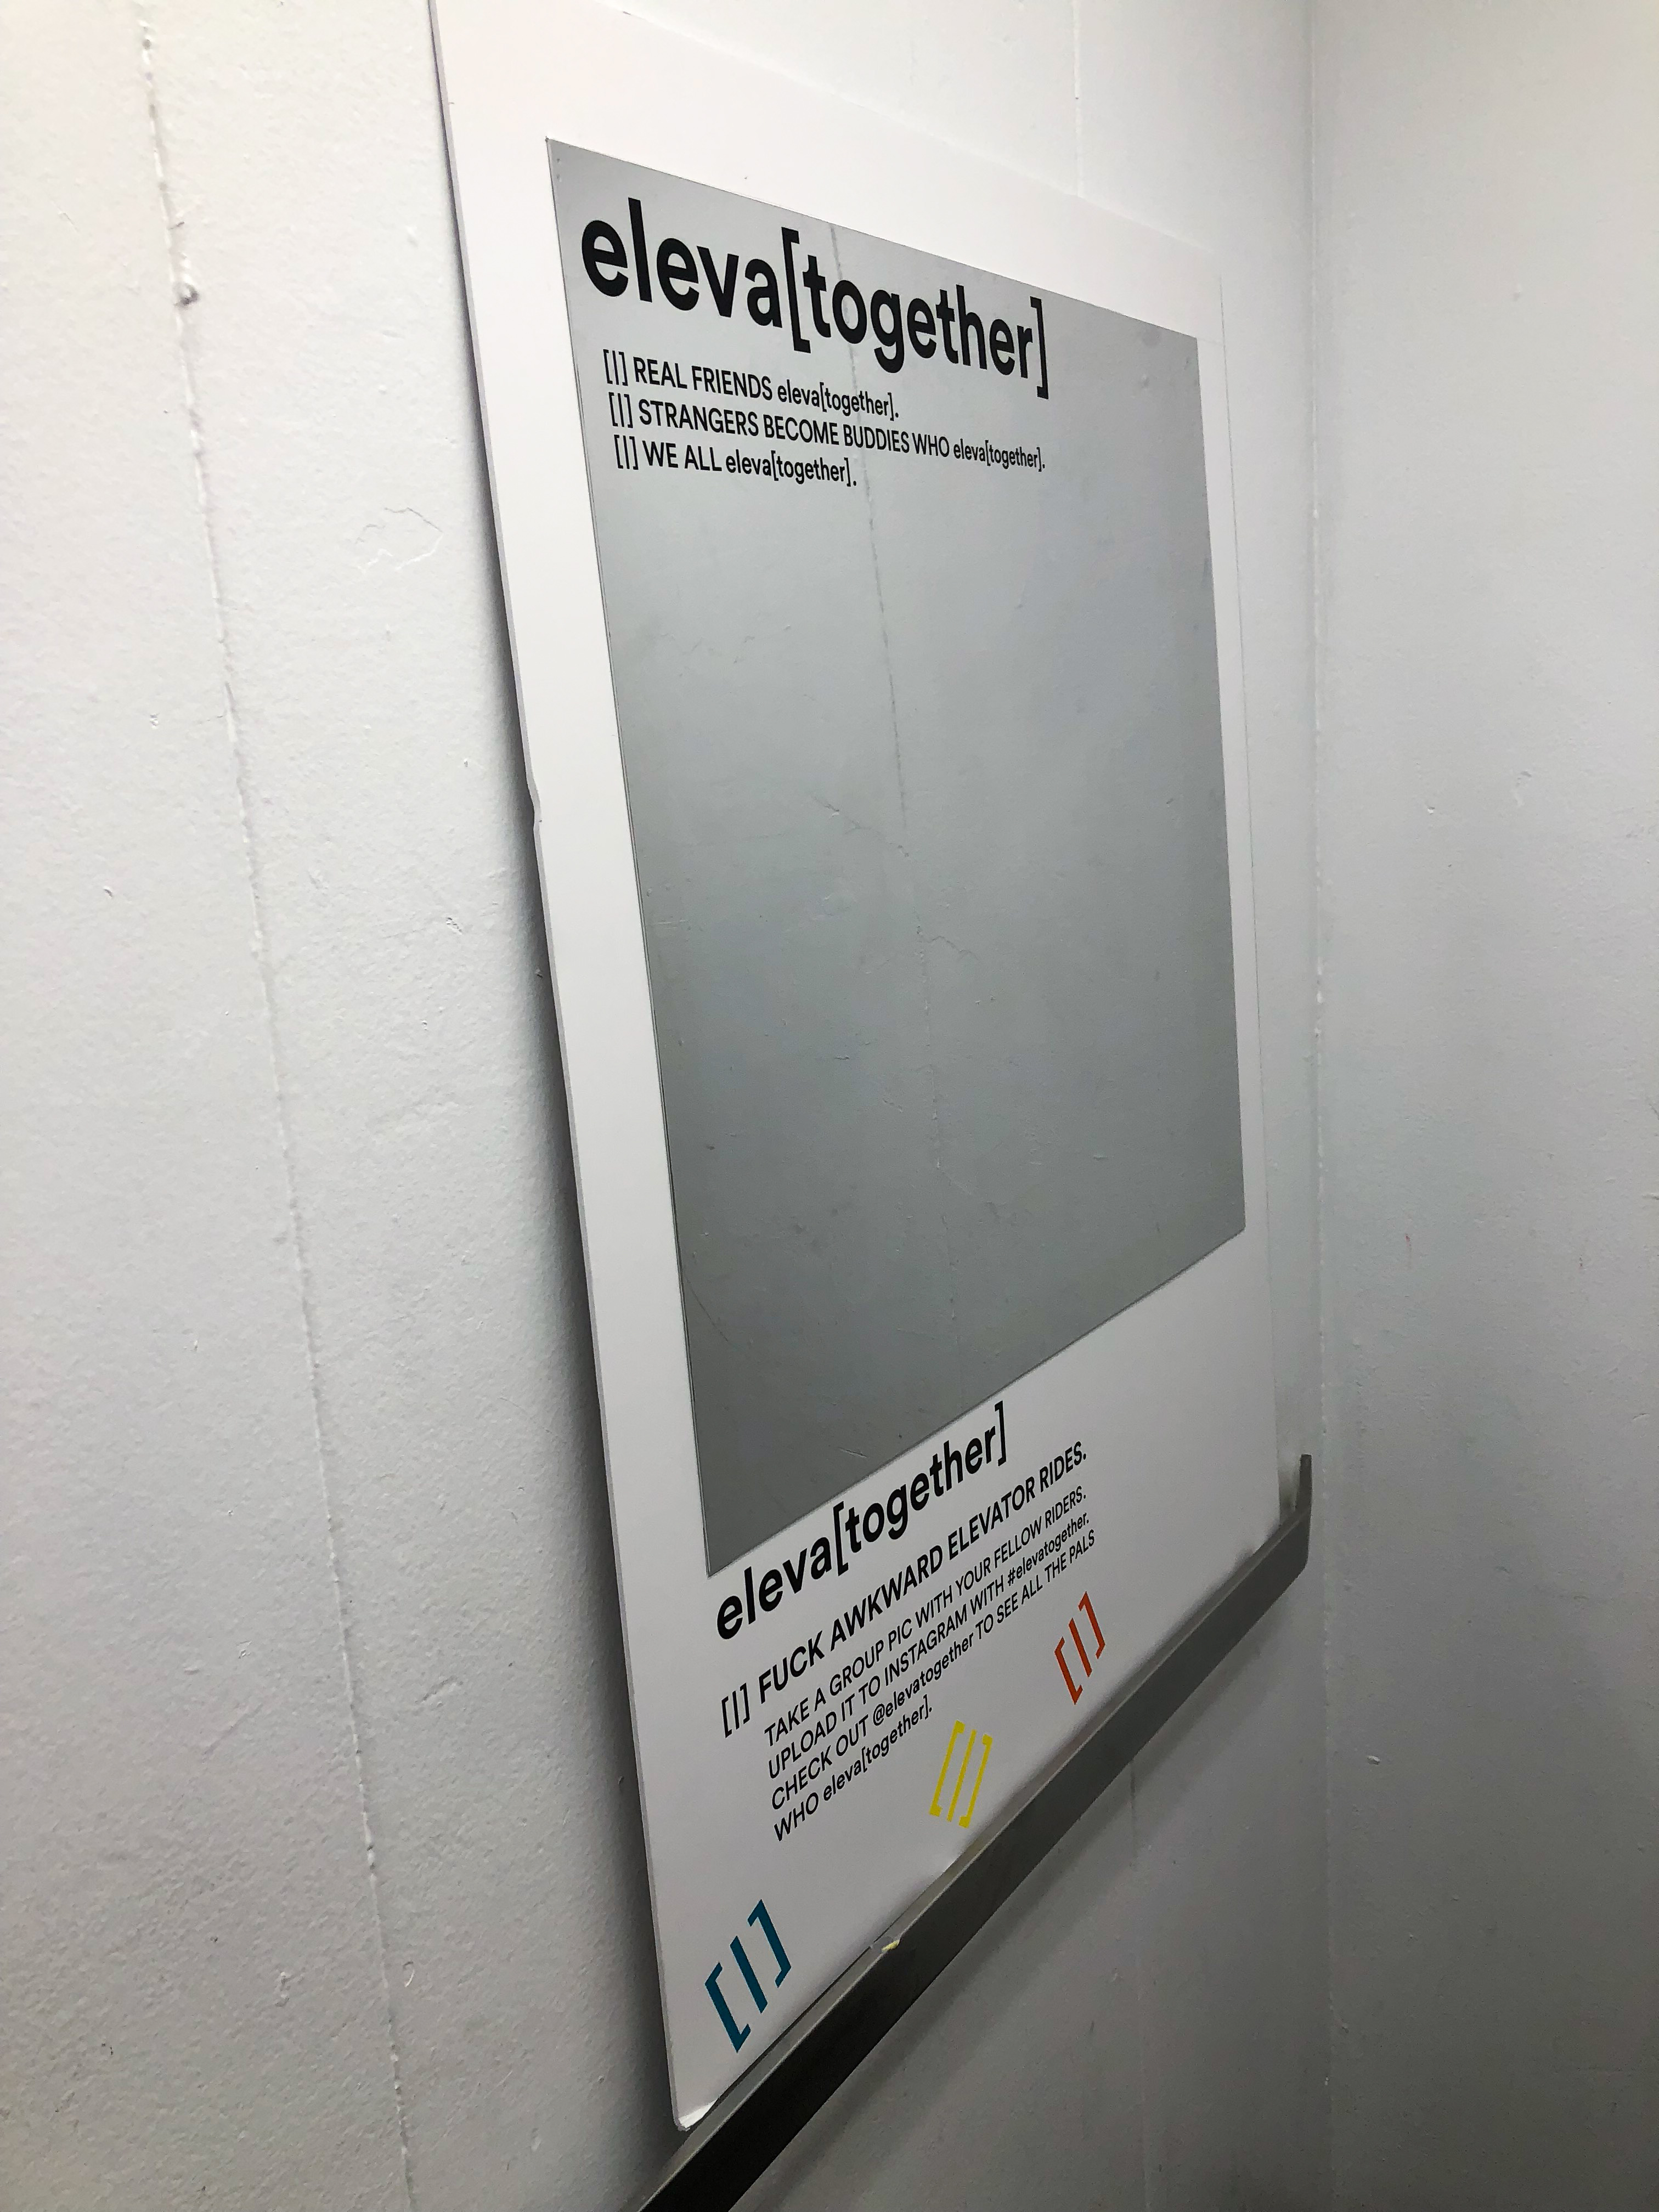 eleva[together]
[|] REAL FRIENDS eleva[together].
[|] STRANGERS BECOME BUDDIES WHO eleva[together].
[|] WE ALL eleva[together].
eleva[together]
[|] FUCK AWKWARD ELEVATOR RIDES.
TAKE A GROUP PIC WITH YOUR FELLOW RIDERS.
UPLOAD IT TO INSTAGRAM WITH #elevatogether.
CHECK OUT @elevatogether TO SEE ALL THE PALS
WHO eleva[together].
[|]
[|]
[|]